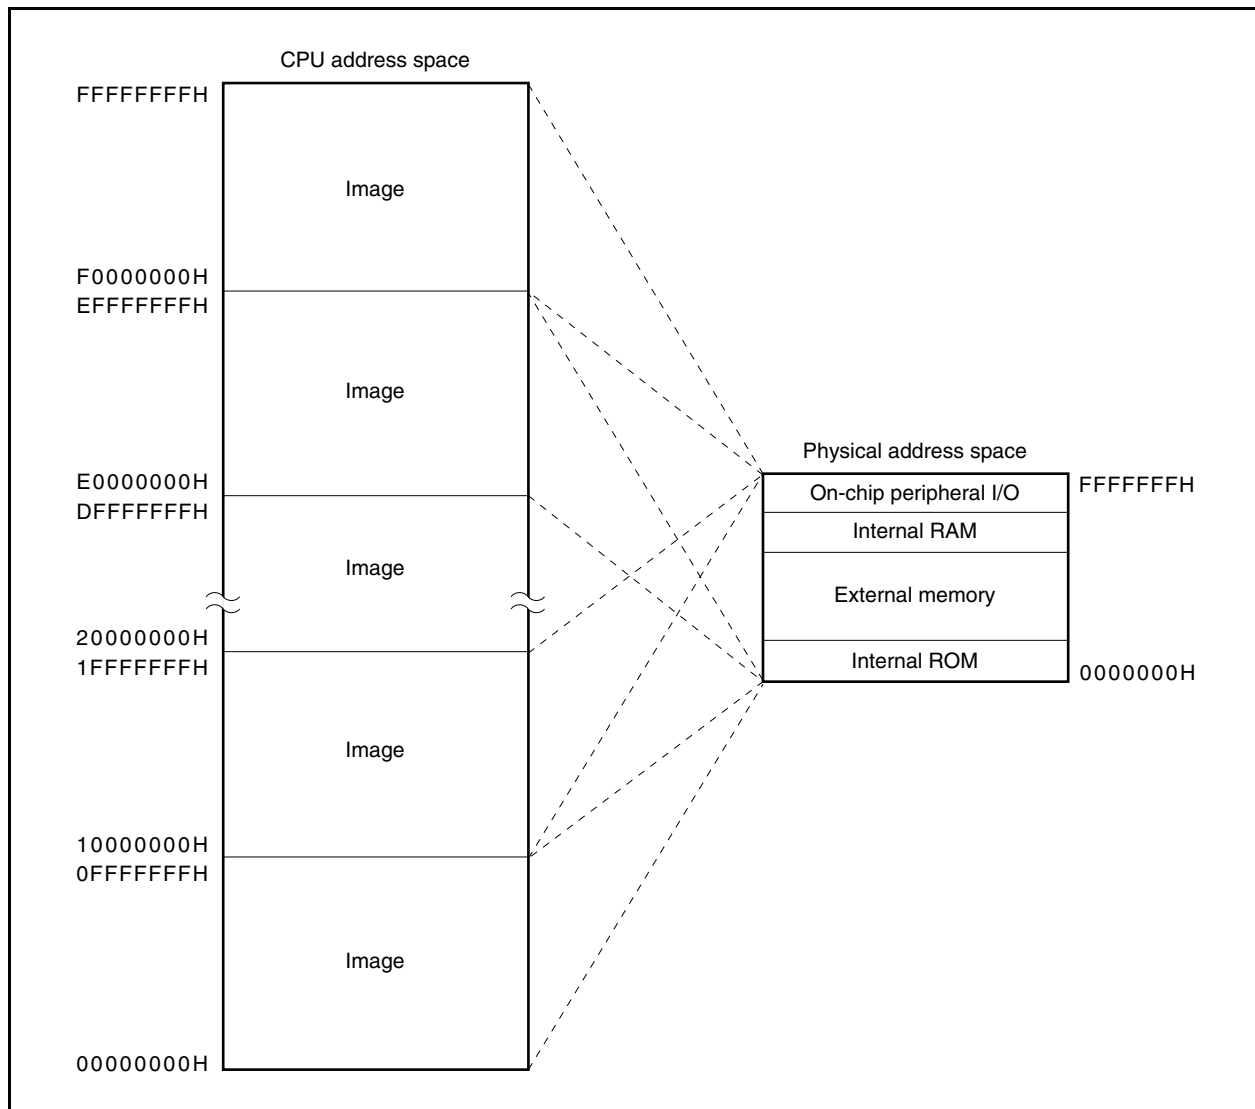 CPU address space
FFFFFFFFH
Image
F0000000H
EFFFFFFFH
Image
E0000000H
DFFFFFFFH
Image
20000000H
1FFFFFFFH
Image
10000000H
0FFFFFFFH
Image
00000000H
Physical address space
On-chip peripheral I/O
FFFFFFFH
Internal RAM
External memory
Internal ROM
0000000H